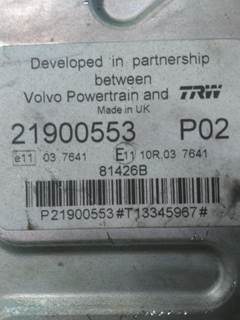 Developed in partnership
between
Volvo Powertrain and TRW
Made in UK
21900553 P02
e11 03 7641 E11 10R.03 7641
81426B
P21900553#T13345967#